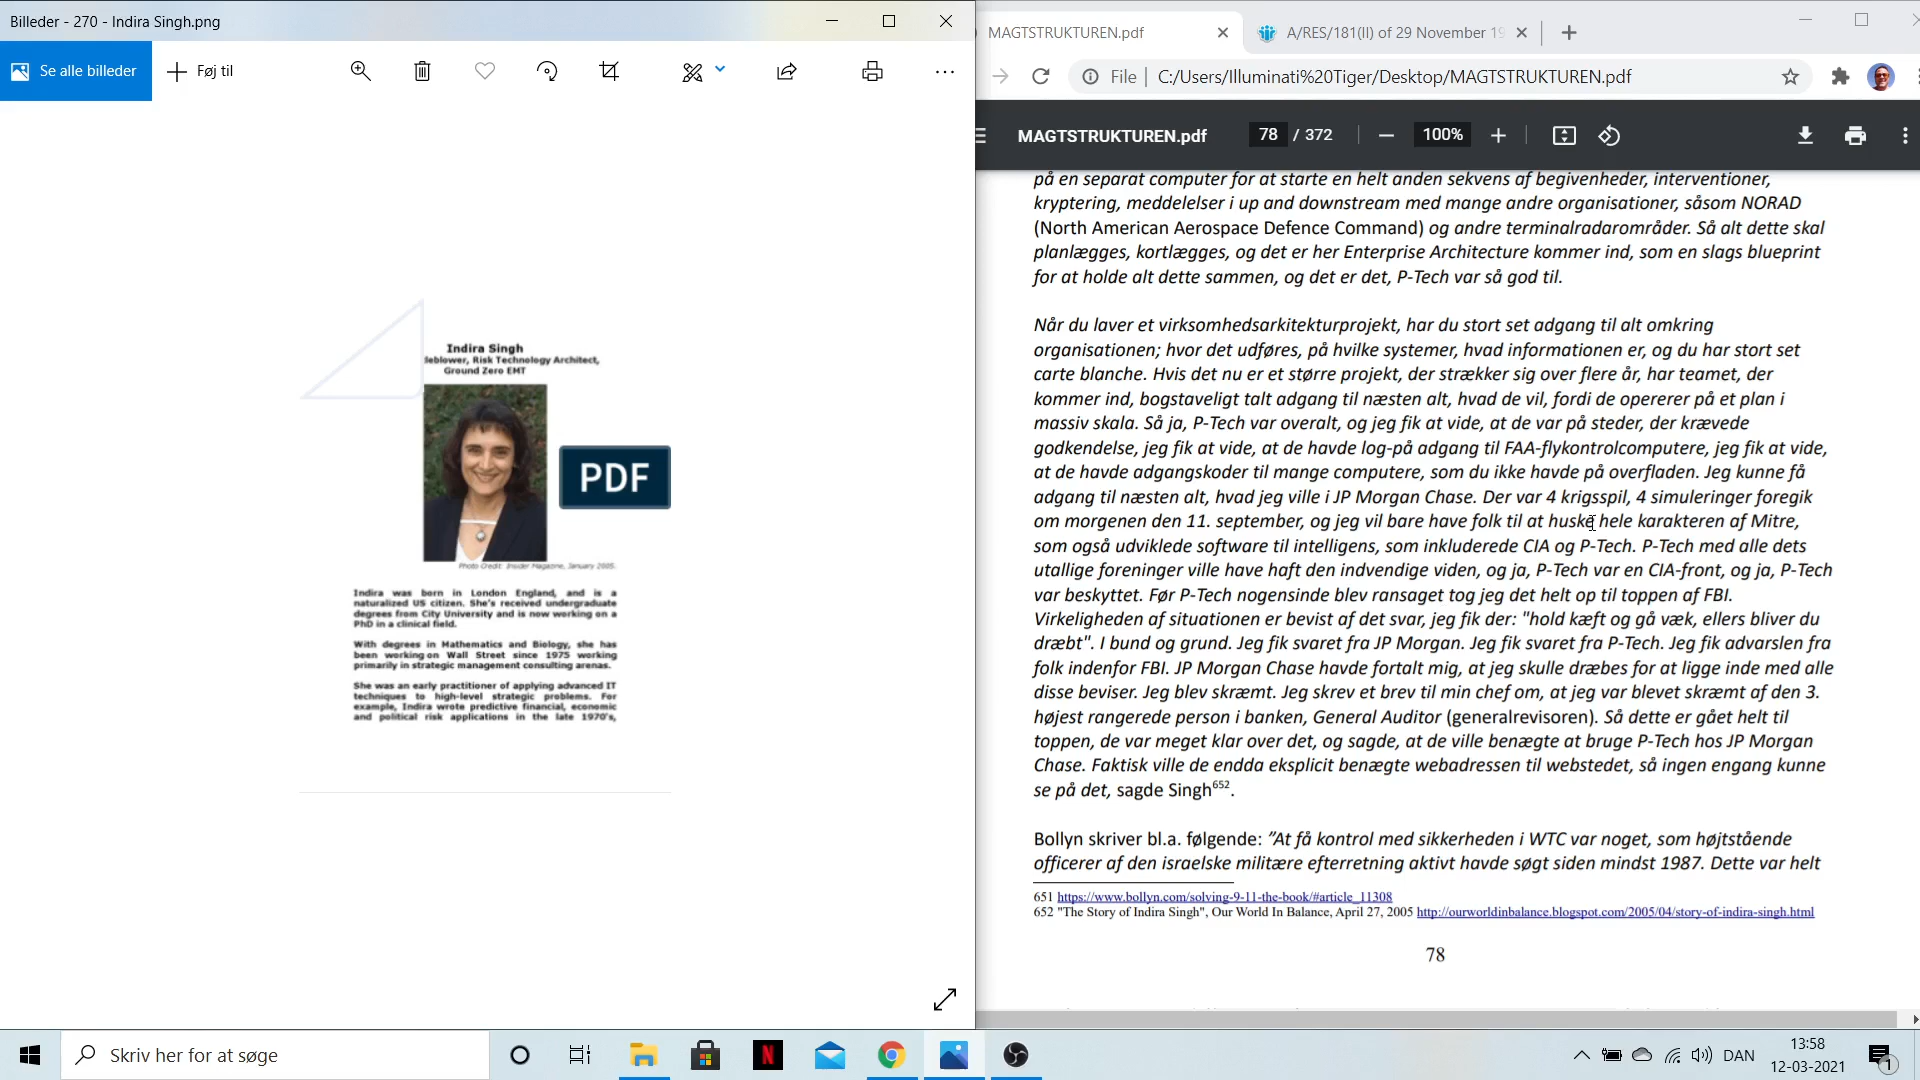 Billeder - 270 - Indira Singh.png
Se alle billeder
Føj til
Indira Singh
leblower, Risk Technology Architect,
Ground Zero EMT
PDF
Photo Credit: Insider Magazine, January 2005.
Indira was born in London England, and is a
naturalized US citizen. She's received undergraduate
degrees from City University and is now working on a
PhD in a clinical field.
With degrees in Mathematics and Biology, she has
been working on Wall Street since 1975 working
primarily in strategic management consulting arenas.
She was an early practitioner of applying advanced IT
techniques to high-level strategic problems. For
example, Indira wrote predictive financial, economic
and political risk applications in the late 1970's,
MAGTSTRUKTUREN.pdf
A/RES/181(II) of 29 November 19
File
C:/Users/Illuminati%20Tiger/Desktop/MAGTSTRUKTUREN.pdf
MAGTSTRUKTUREN.pdf
78 / 372
100%
på en separat computer for at starte en helt anden sekvens af begivenheder, interventioner,
kryptering, meddelelser i up and downstream med mange andre organisationer, såsom NORAD
(North American Aerospace Defence Command) og andre terminalradarområder. Så alt dette skal
planlægges, kortlægges, og det er her Enterprise Architecture kommer ind, som en slags blueprint
for at holde alt dette sammen, og det er det, P-Tech var så god til.
Når du laver et virksomhedsarkitekturprojekt, har du stort set adgang til alt omkring
organisationen; hvor det udføres, på hvilke systemer, hvad informationen er, og du har stort set
carte blanche. Hvis det nu er et større projekt, der strækker sig over flere år, har teamet, der
kommer ind, bogstaveligt talt adgang til næsten alt, hvad de vil, fordi de opererer på et plan i
massiv skala. Så ja, P-Tech var overalt, og jeg fik at vide, at de var på steder, der krævede
godkendelse, jeg fik at vide, at de havde log-på adgang til FAA-flykontrolcomputere, jeg fik at vide,
at de havde adgangskoder til mange computere, som du ikke havde på overfladen. Jeg kunne få
adgang til næsten alt, hvad jeg ville i JP Morgan Chase. Der var 4 krigsspil, 4 simuleringer foregik
om morgenen den 11. september, og jeg vil bare have folk til at huske hele karakteren af Mitre,
som også udviklede software til intelligens, som inkluderede CIA og P-Tech. P-Tech med alle dets
utallige foreninger ville have haft den indvendige viden, og ja, P-Tech var en CIA-front, og ja, P-Tech
var beskyttet. Før P-Tech nogensinde blev ransaget tog jeg det helt op til toppen af FBI.
Virkeligheden af situationen er bevist af det svar, jeg fik der: "hold kæft og gå væk, ellers bliver du
dræbt". I bund og grund. Jeg fik svaret fra JP Morgan. Jeg fik svaret fra P-Tech. Jeg fik advarslen fra
folk indenfor FBI. JP Morgan Chase havde fortalt mig, at jeg skulle dræbes for at ligge inde med alle
disse beviser. Jeg blev skræmt. Jeg skrev et brev til min chef om, at jeg var blevet skræmt af den 3.
højest rangerede person i banken, General Auditor (generalrevisoren). Så dette er gået helt til
toppen, de var meget klar over det, og sagde, at de ville benægte at bruge P-Tech hos JP Morgan
Chase. Faktisk ville de endda eksplicit benægte webadressen til webstedet, så ingen engang kunne
se på det, sagde Singh652.
Bollyn skriver bl.a. følgende: ”At få kontrol med sikkerheden i WTC var noget, som højtstående
officerer af den israelske militære efterretning aktivt havde søgt siden mindst 1987. Dette var helt
651 https://www.bollyn.com/solving-9-11-the-book/#article_11308
652 "The Story of Indira Singh", Our World In Balance, April 27, 2005 http://ourworldinbalance.blogspot.com/2005/04/story-of-indira-singh.html
78
Skriv her for at søge
DAN
13:58
12-03-2021
1